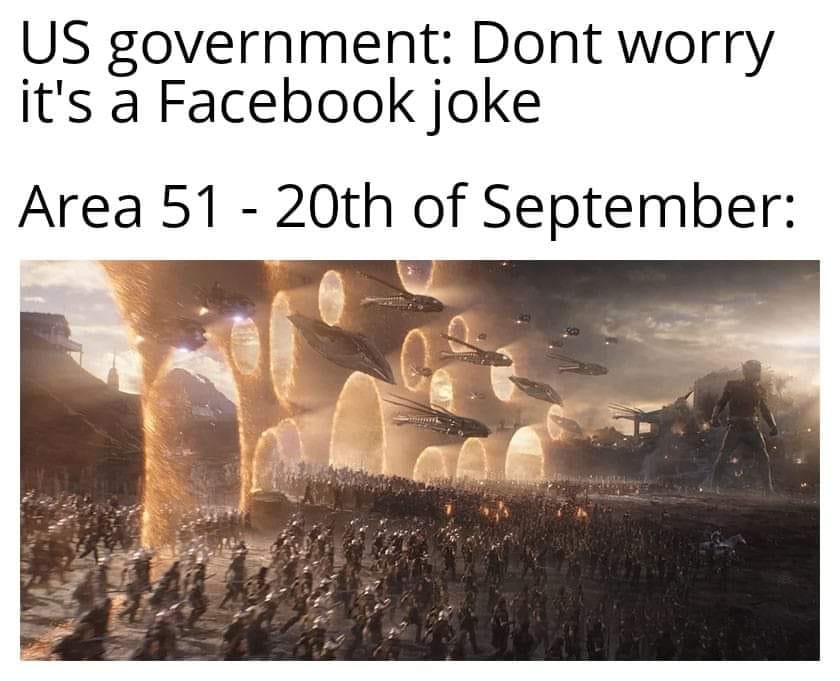 US government: Dont worry
it's a Facebook joke
Area 51 - 20th of September: